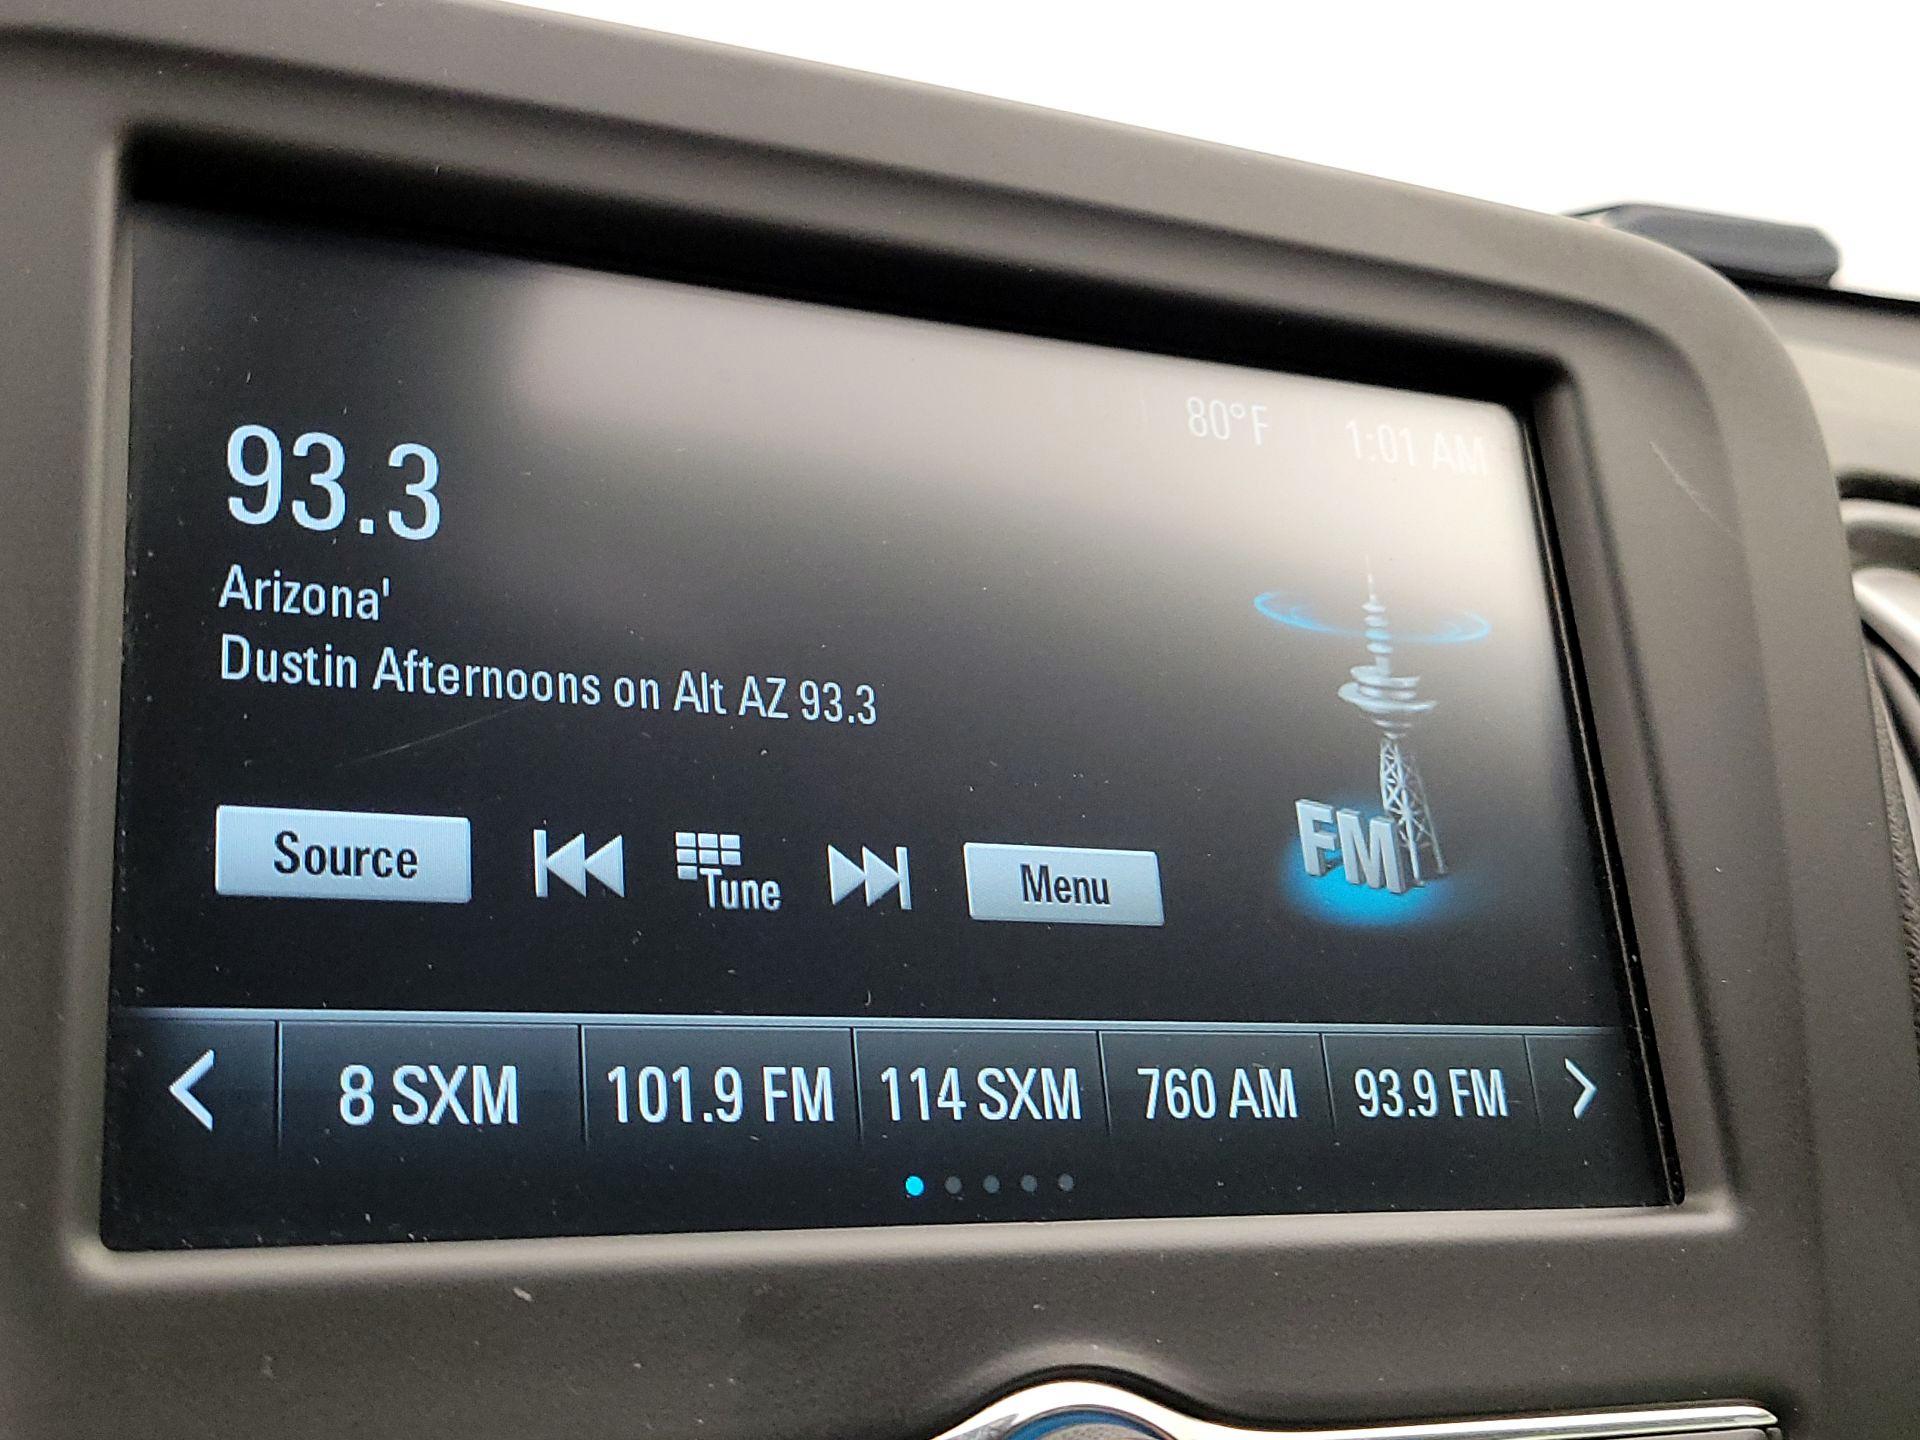 80°F 1:01 AM
93.3
Arizona'
Dustin Afternoons on Alt AZ 93.3
Source Tune Menu
FM
8 SXM 101.9 FM 114 SXM 760 AM 93.9 FM